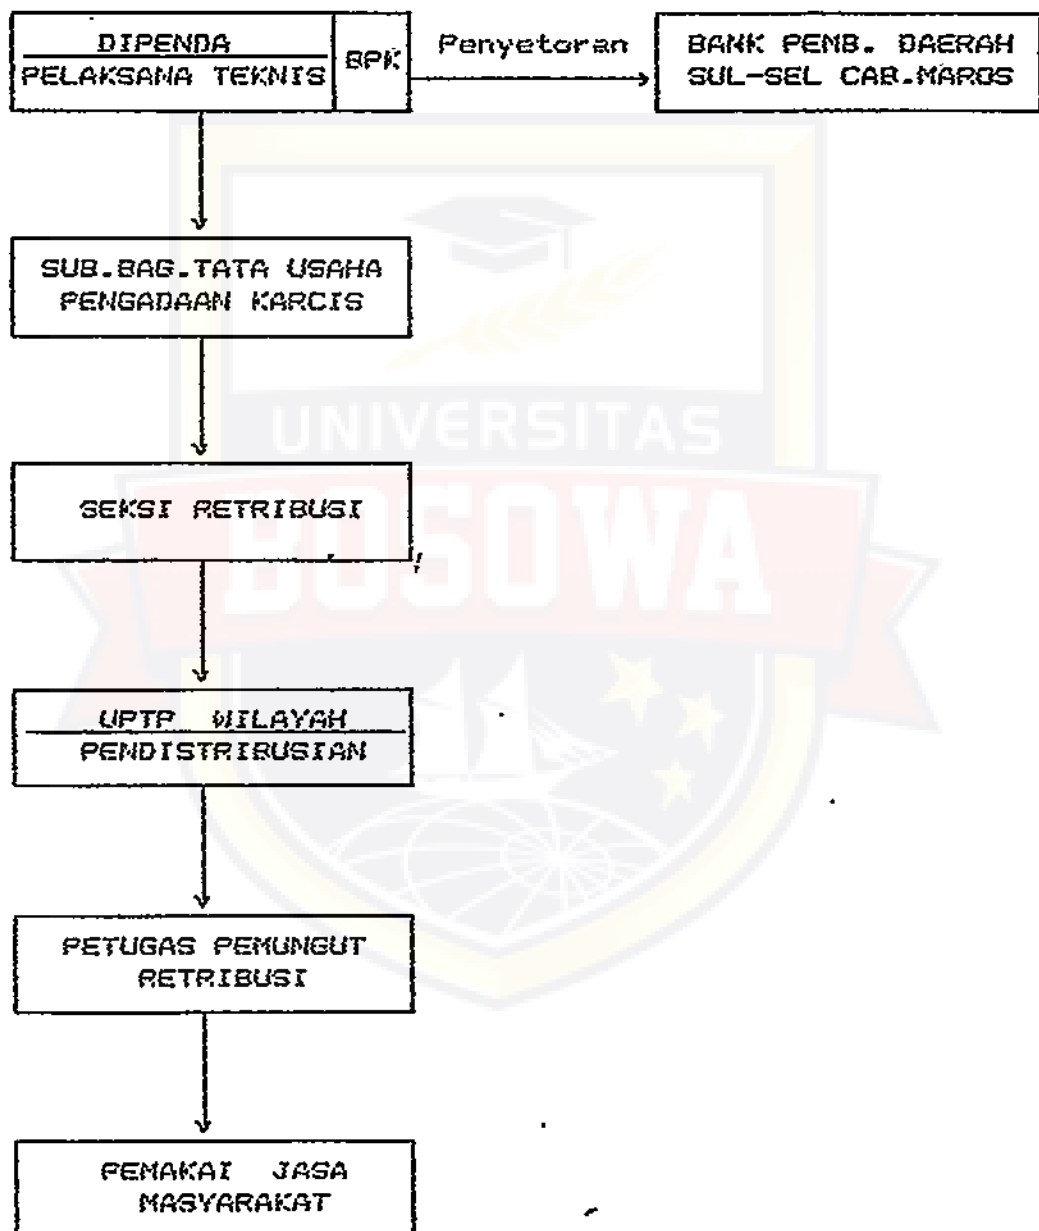 DIPENDA
PELAKSANA TEKNIS
BPK
Penyetoran
BANK PEMB. DAERAH
SUL-SEL CAB.MAROS
SUB.BAG.TATA USAHA
PENGADAAN KARCIS
UNIVERSITAS
SEKSI RETRIBUSI
BOSOWA
UPTP WILAYAH
PENDISTRIBUSIAN
PETUGAS PEMUNGUT
RETRIBUSI
PEMAKAI JASA
MASYARAKAT